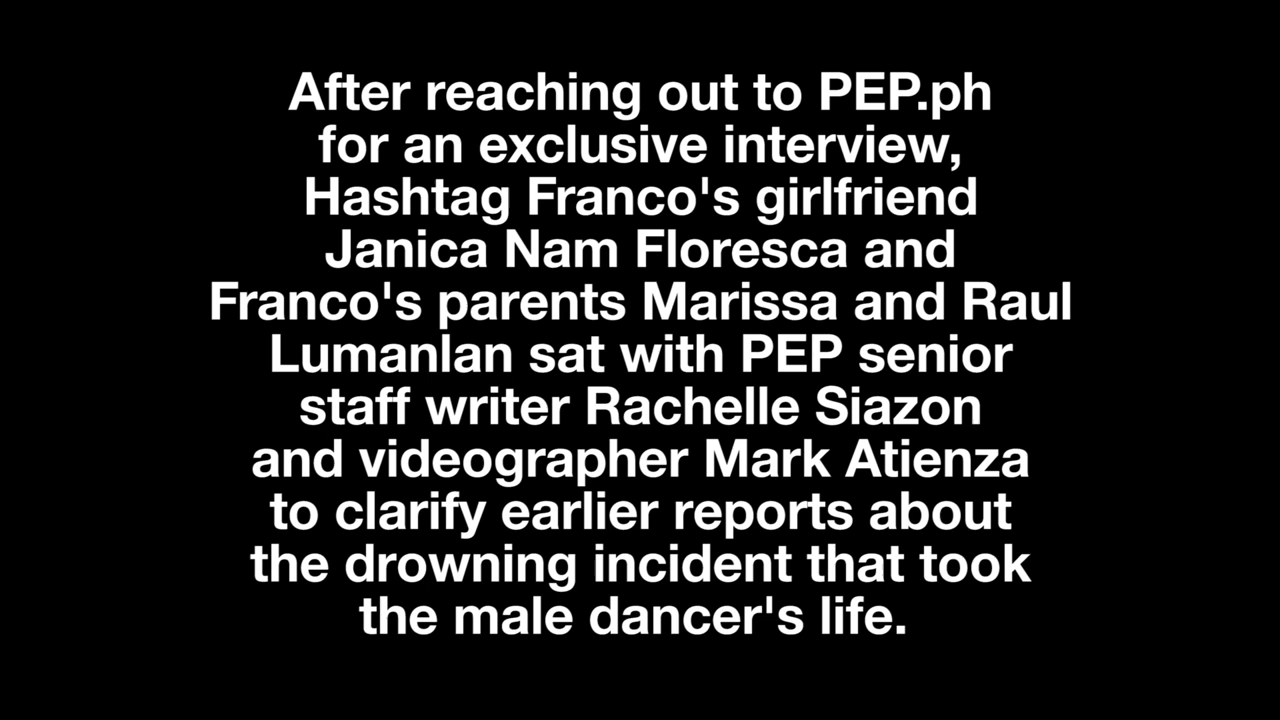 After reaching out to PEP.ph
for an exclusive interview,
Hashtag Franco's girlfriend
Janica Nam Floresca and
Franco's parents Marissa and Raul
Lumanlan sat with PEP senior
staff writer Rachelle Siazon
and videographer Mark Atienza
to clarify earlier reports about
the drowning incident that took
the male dancer's life.